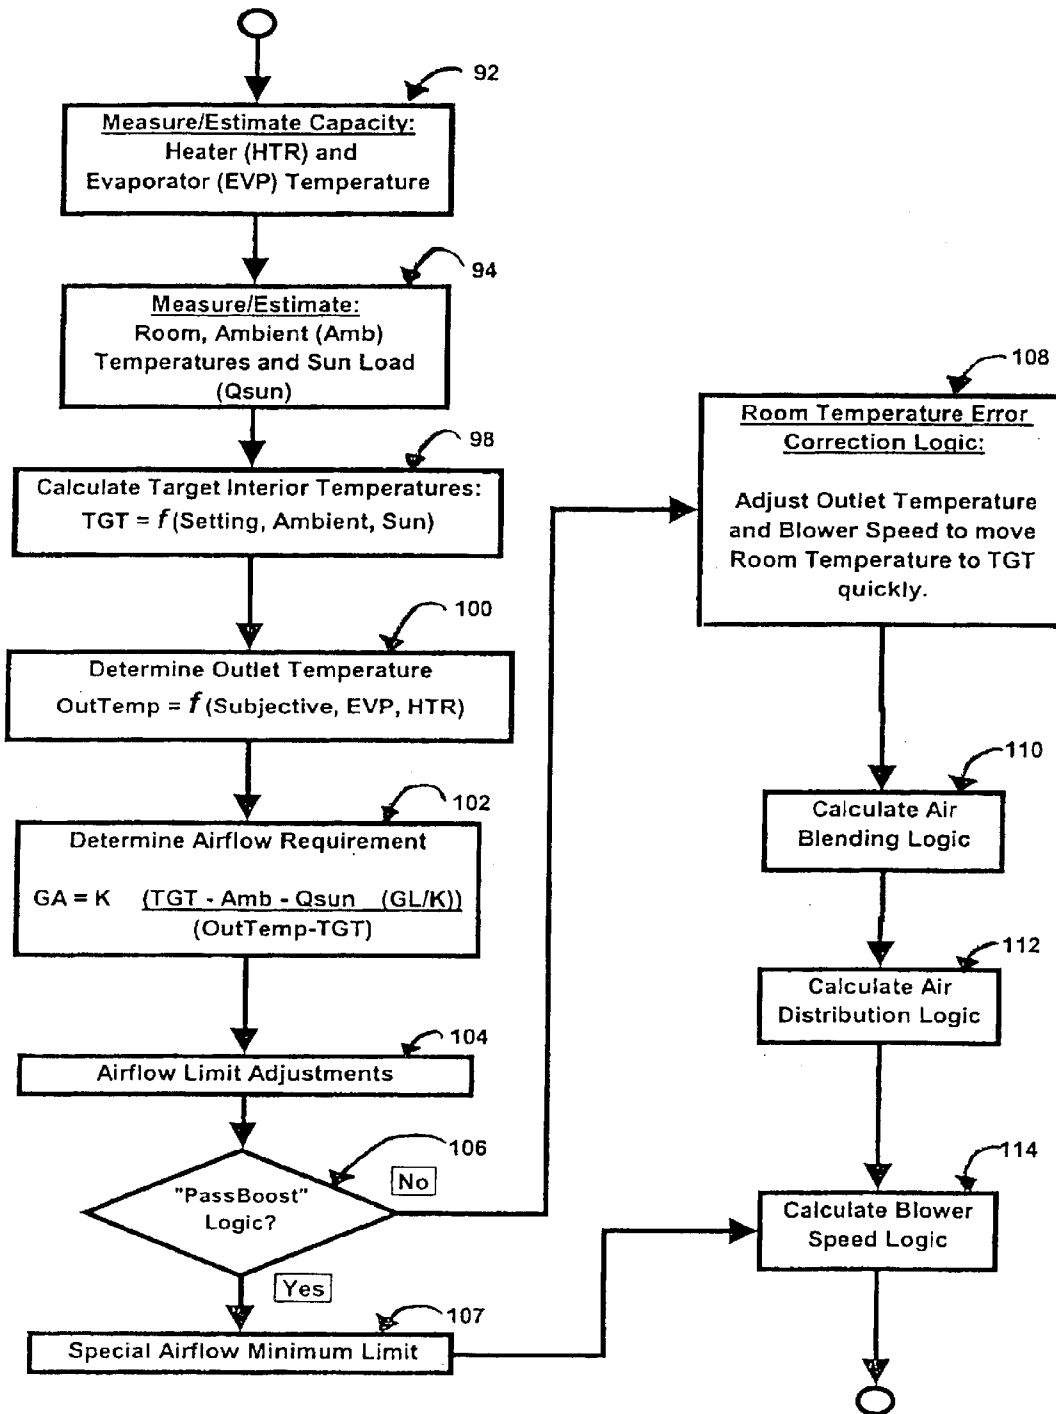 92
Measure/Estimate Capacity:
Heater (HTR) and
Evaporator (EVP) Temperature
94
Measure/Estimate:
Room, Ambient (Amb)
Temperatures and Sun Load
(Qsun)
98
Calculate Target Interior Temperatures:
TGT = f (Setting, Ambient, Sun)
100
Determine Outlet Temperature
OutTemp = f (Subjective, EVP, HTR)
102
Determine Airflow Requirement
GA = K (TGT - Amb - Qsun (GL/K))
(OutTemp-TGT)
104
Airflow Limit Adjustments
106
"PassBoost"
Logic?
No
Yes
107
Special Airflow Minimum Limit
108
Room Temperature Error
Correction Logic:
Adjust Outlet Temperature
and Blower Speed to move
Room Temperature to TGT
quickly.
110
Calculate Air
Blending Logic
112
Calculate Air
Distribution Logic
114
Calculate Blower
Speed Logic